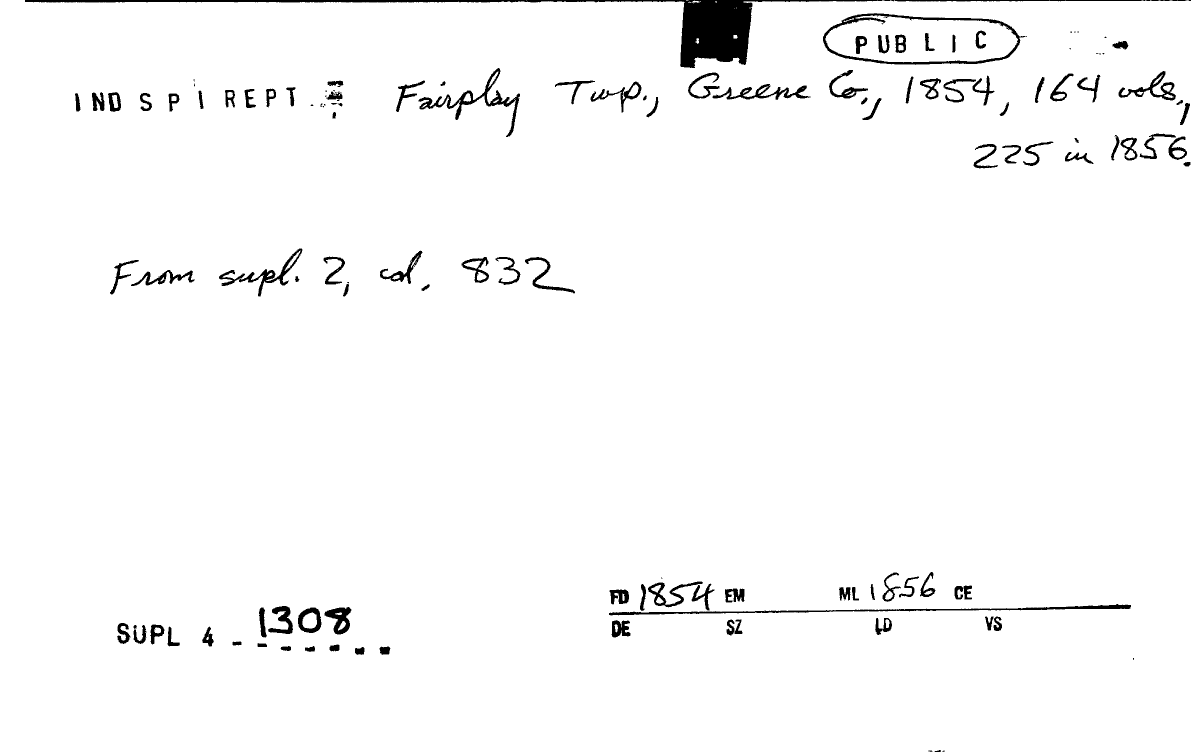 PUBLIC
IND SPI REPT Fairplay Twp., Greene Co., 1854, 164 vols.,
225 in 1856.
From supl. 2, col. 832
FD 1854 EM ML 1856 CE
SUPL 4 - 1308
DE SZ LD VS